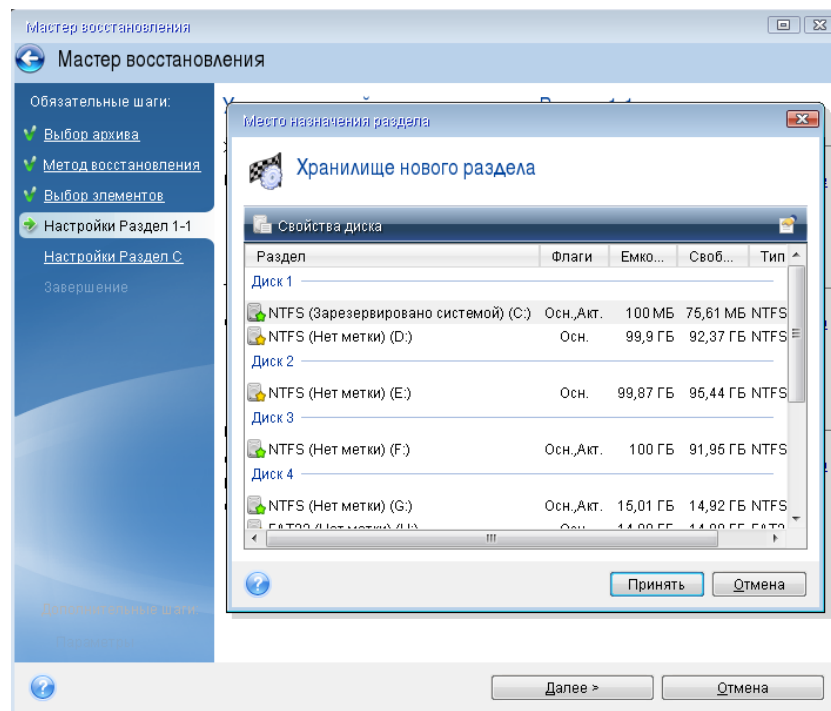 Мастер восстановления
Мастер восстановления
Обязательные шаги:
Выбор архива
Метод восстановления
Выбор элементов
Настройки Раздел 1-1
Настройки Раздел C
Завершение
Место назначения раздела
Хранилище нового раздела
Свойства диска
Раздел Флаги Емко... Своб... Тип
Диск 1
NTFS (Зарезервировано системой) (C:) Осн.,Акт. 100 МБ 75,61 МБ NTFS
NTFS (Нет метки) (D:) Осн. 99,9 ГБ 92,37 ГБ NTFS
Диск 2
NTFS (Нет метки) (E:) Осн. 99,87 ГБ 95,44 ГБ NTFS
Диск 3
NTFS (Нет метки) (F:) Осн.,Акт. 100 ГБ 91,95 ГБ NTFS
Диск 4
NTFS (Нет метки) (G:) Осн.,Акт. 15,01 ГБ 14,92 ГБ NTFS
Принять Отмена
Далее > Отмена